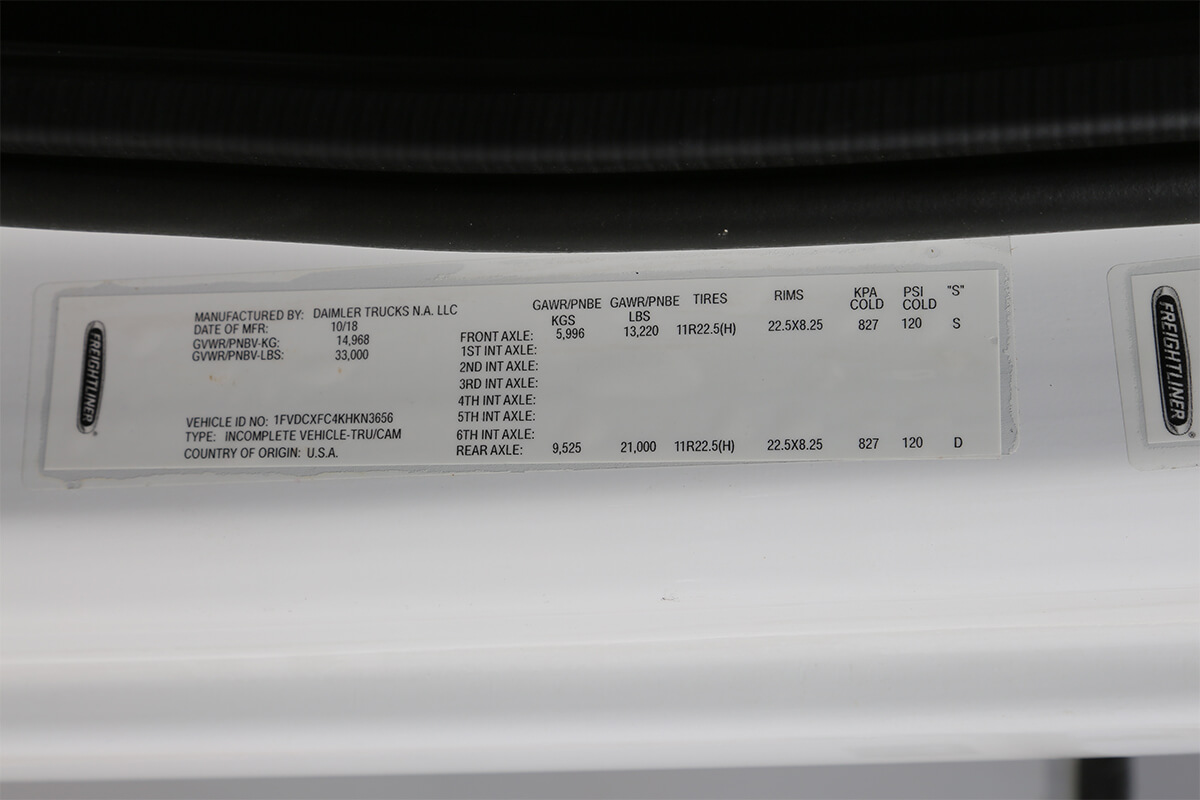 FREIGHTLINER
MANUFACTURED BY: DAIMLER TRUCKS N.A. LLC
DATE OF MFR: 10/18
GVWR/PNBV-KG: 14,968
GVWR/PNBV-LBS: 33,000
VEHICLE ID NO: 1FVDCXFC4KHKN3656
TYPE: INCOMPLETE VEHICLE-TRU/CAM
COUNTRY OF ORIGIN: U.S.A.
GAWR/PNBE KGS GAWR/PNBE LBS TIRES RIMS KPA COLD PSI COLD "S"
FRONT AXLE: 5,996 13,220 11R22.5(H) 22.5X8.25 827 120 S
1ST INT AXLE:
2ND INT AXLE:
3RD INT AXLE:
4TH INT AXLE:
5TH INT AXLE:
6TH INT AXLE:
REAR AXLE: 9,525 21,000 11R22.5(H) 22.5X8.25 827 120 D
FREIGHTLINER